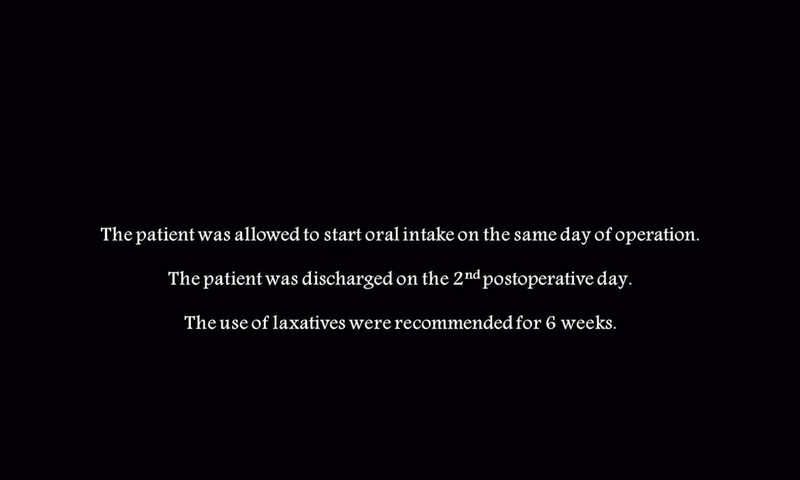 The patient was allowed to start oral intake on the same day of operation.
The patient was discharged on the 2nd postoperative day.
The use of laxatives were recommended for 6 weeks.